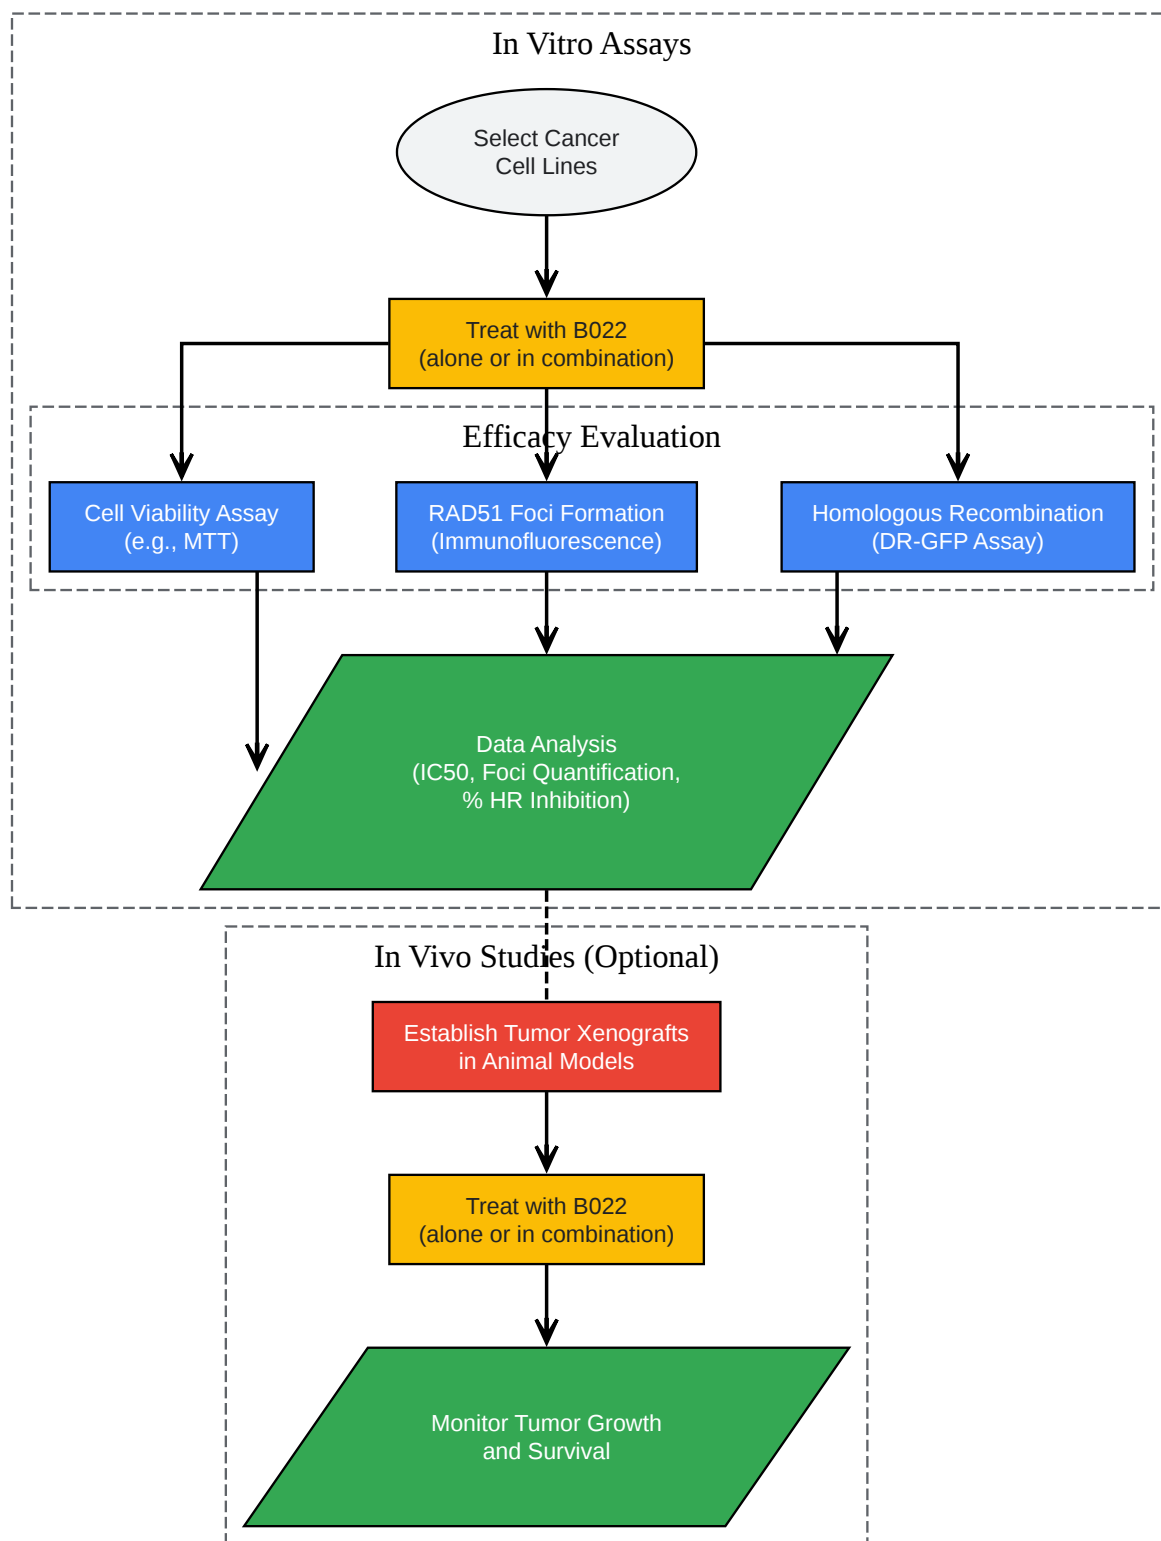 In Vitro Assays
Select Cancer
Cell Lines
Treat with B022
(alone or in combination)
Efficacy Evaluation
Cell Viability Assay
(e.g., MTT)
RAD51 Foci Formation
(Immunofluorescence)
Homologous Recombination
(DR-GFP Assay)
Data Analysis
(IC50, Foci Quantification,
% HR Inhibition)
In Vivo Studies (Optional)
Establish Tumor Xenografts
in Animal Models
Treat with B022
(alone or in combination)
Monitor Tumor Growth
and Survival